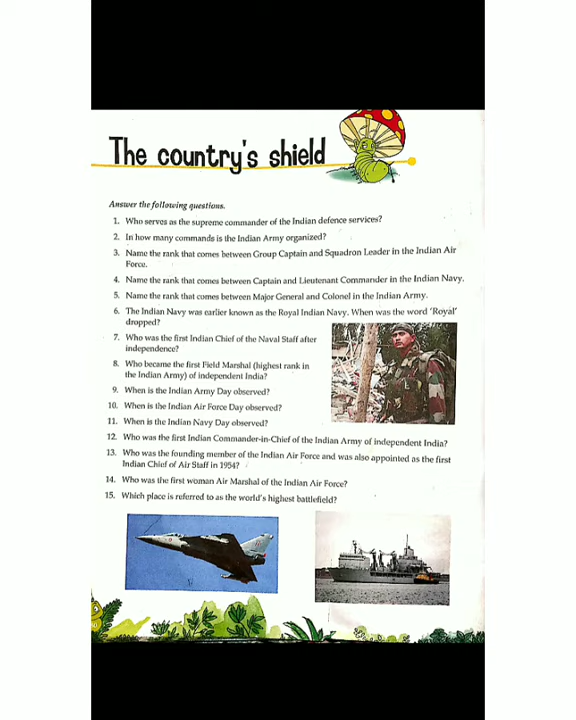 The country's shield
Answer the following questions.
1. Who serves as the supreme commander of the Indian defence services?
2. In how many commands is the Indian Army organized?
3. Name the rank that comes between Group Captain and Squadron Leader in the Indian Air
Force.
4. Name the rank that comes between Captain and Lieutenant Commander in the Indian Navy.
5. Name the rank that comes between Major General and Colonel in the Indian Army.
6. The Indian Navy was earlier known as the Royal Indian Navy. When was the word 'Royal'
dropped?
7. Who was the first Indian Chief of the Naval Staff after
independence?
8. Who became the first Field Marshal (highest rank in
the Indian Army) of independent India?
9. When is the Indian Army Day observed?
10. When is the Indian Air Force Day observed?
11. When is the Indian Navy Day observed?
12. Who was the first Indian Commander-in-Chief of the Indian Army of independent India?
13. Who was the founding member of the Indian Air Force and was also appointed as the first
Indian Chief of Air Staff in 1954?
14. Who was the first woman Air Marshal of the Indian Air Force?
15. Which place is referred to as the world's highest battlefield?